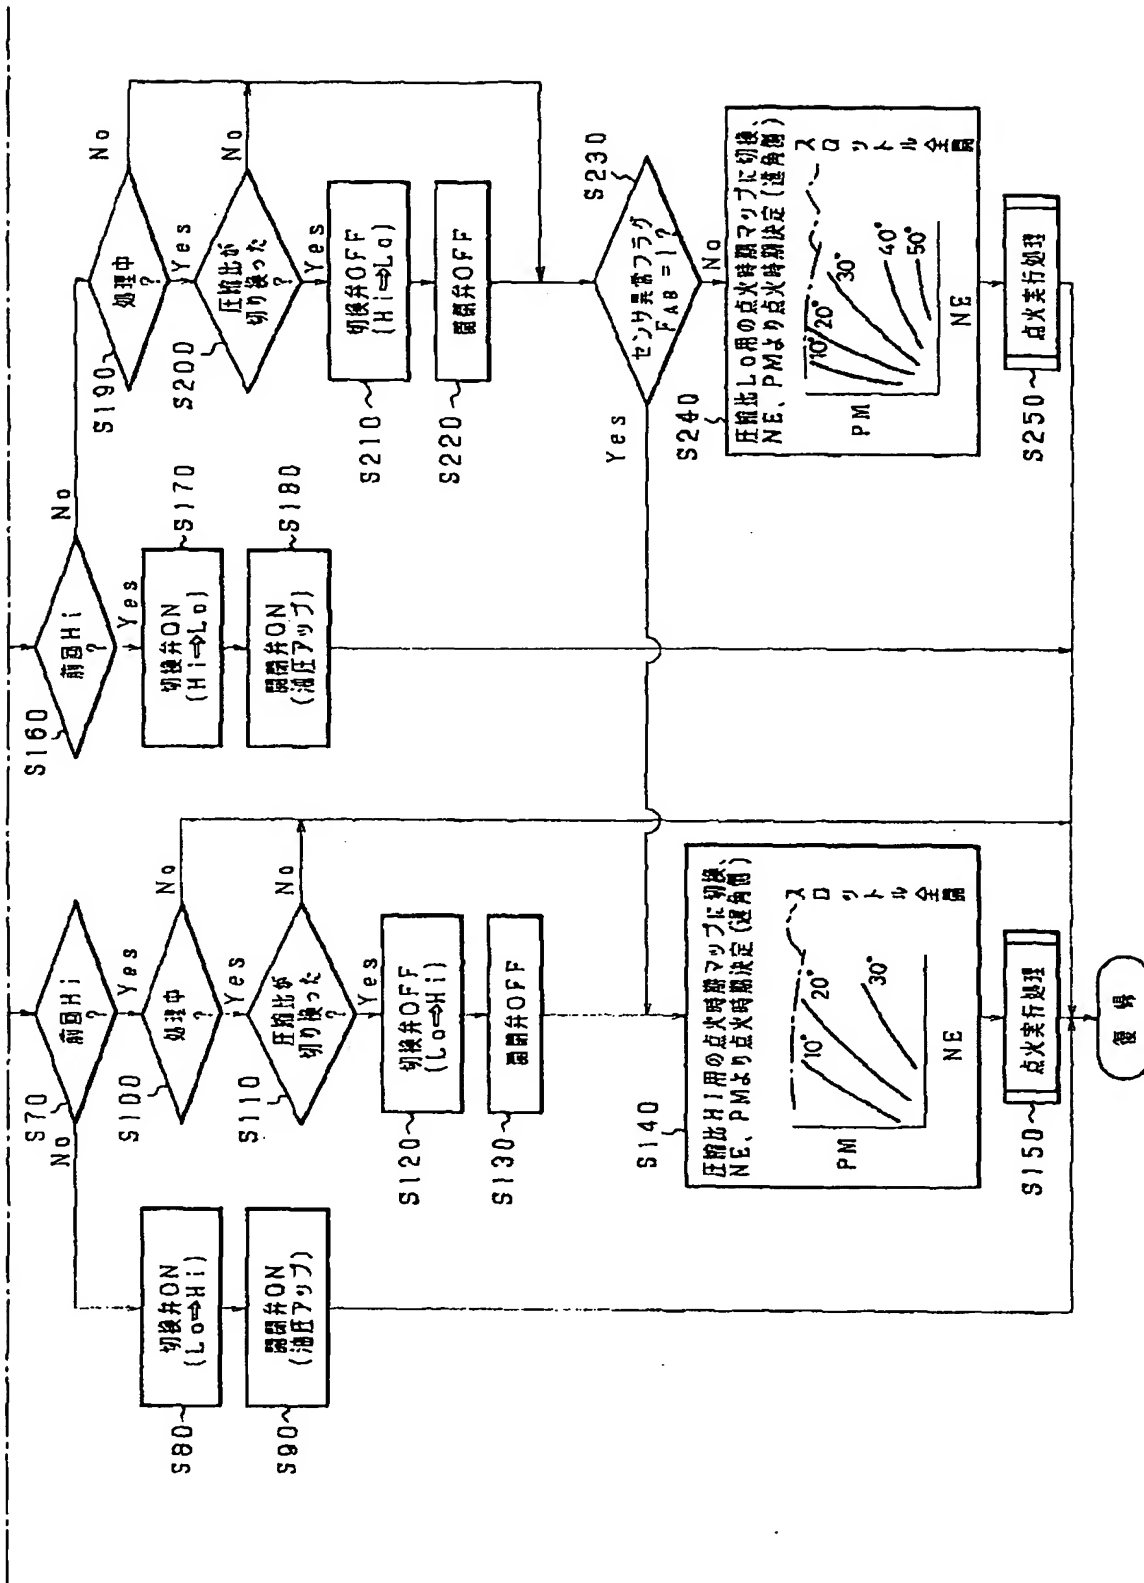 S70
前回Hi
?
No
Yes
S80
切換弁ON
(Lo⇒Hi)
S90
開閉弁ON
(油圧アップ)
S100
処理中
?
No
Yes
S110
圧縮比が
切り換った
?
No
Yes
S120
切換弁OFF
(Lo⇒Hi)
S130
開閉弁OFF
S140
圧縮比HI用の点火時期マップに切換、
NE、PMより点火時期決定(遅角側)
PM
10°
20°
30°
スロットル全開
NE
S150
点火実行処理
復帰
S160
前回Hi
?
No
Yes
S170
切換弁ON
(Hi⇒Lo)
S180
開閉弁ON
(油圧アップ)
S190
処理中
?
No
Yes
S200
圧縮比が
切り換った
?
No
Yes
S210
切換弁OFF
(Hi⇒Lo)
S220
開閉弁OFF
S230
センサ異常フラグ
FAB=1?
Yes
No
S240
圧縮比Lo用の点火時期マップに切換、
NE、PMより点火時期決定(進角側)
PM
10°
20°
30°
40°
50°
スロットル全開
NE
S250
点火実行処理